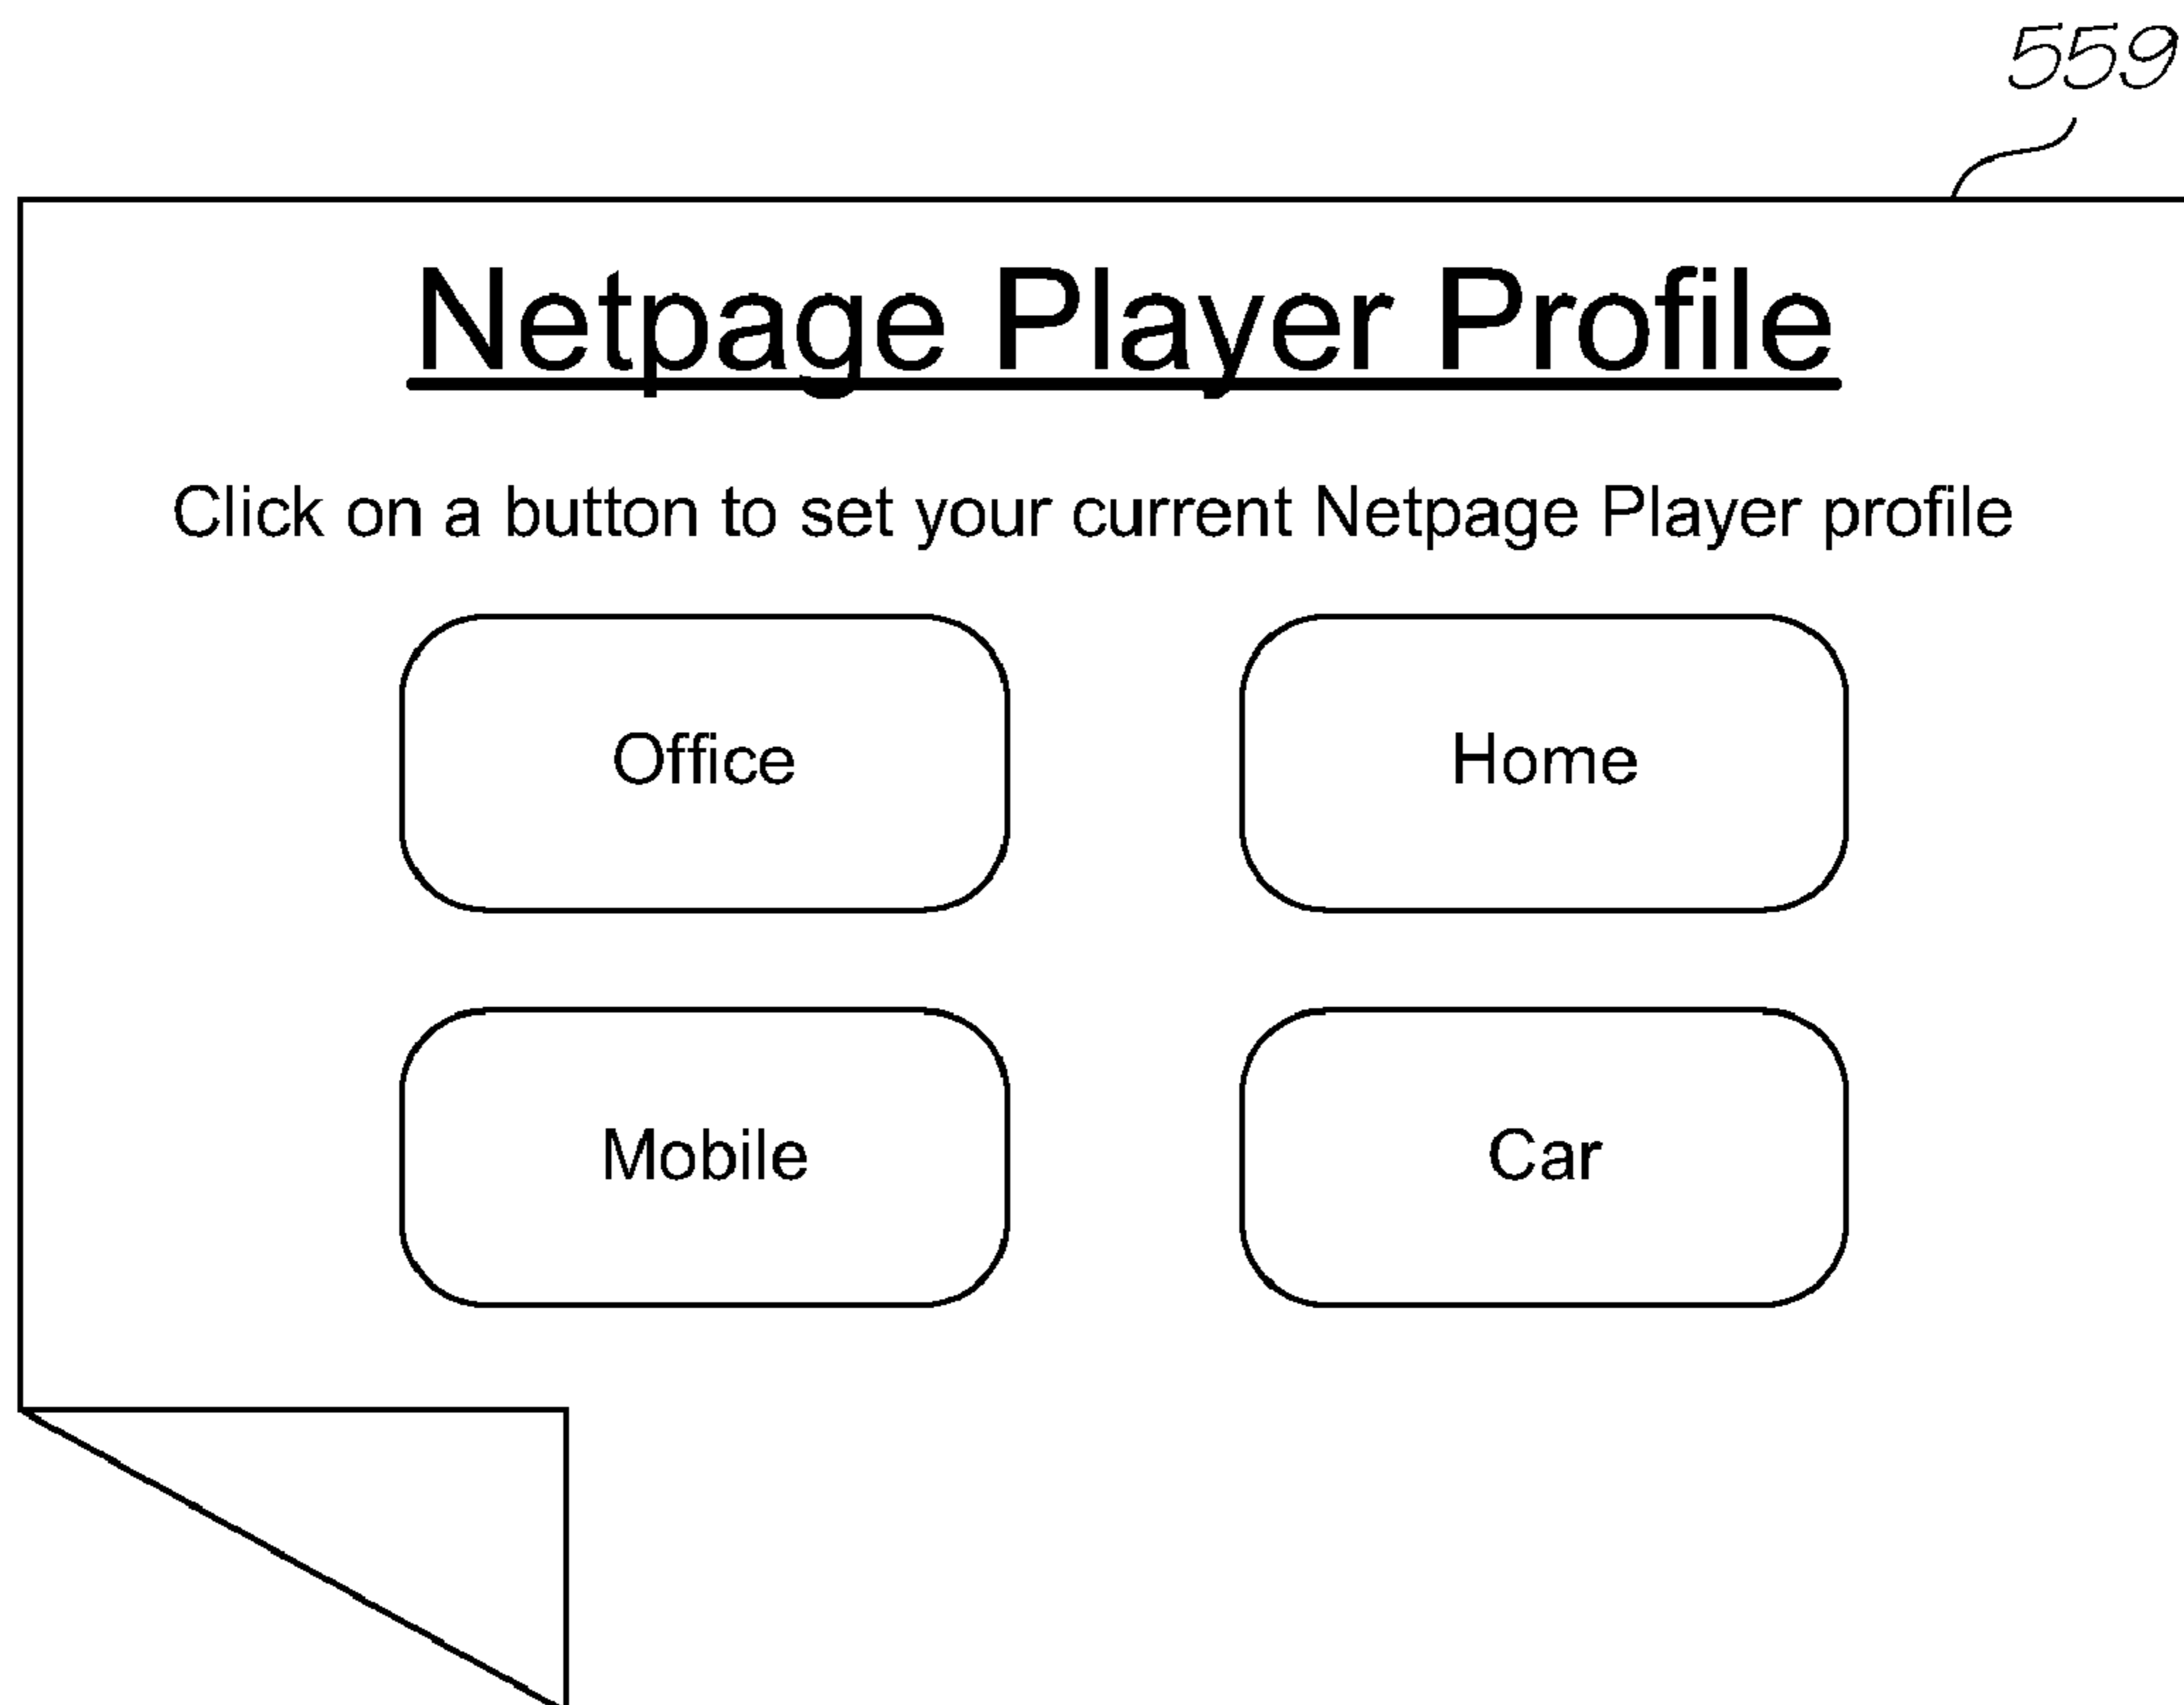 559
Netpage Player Profile
Click on a button to set your current Netpage Player profile
Office Home
Mobile Car